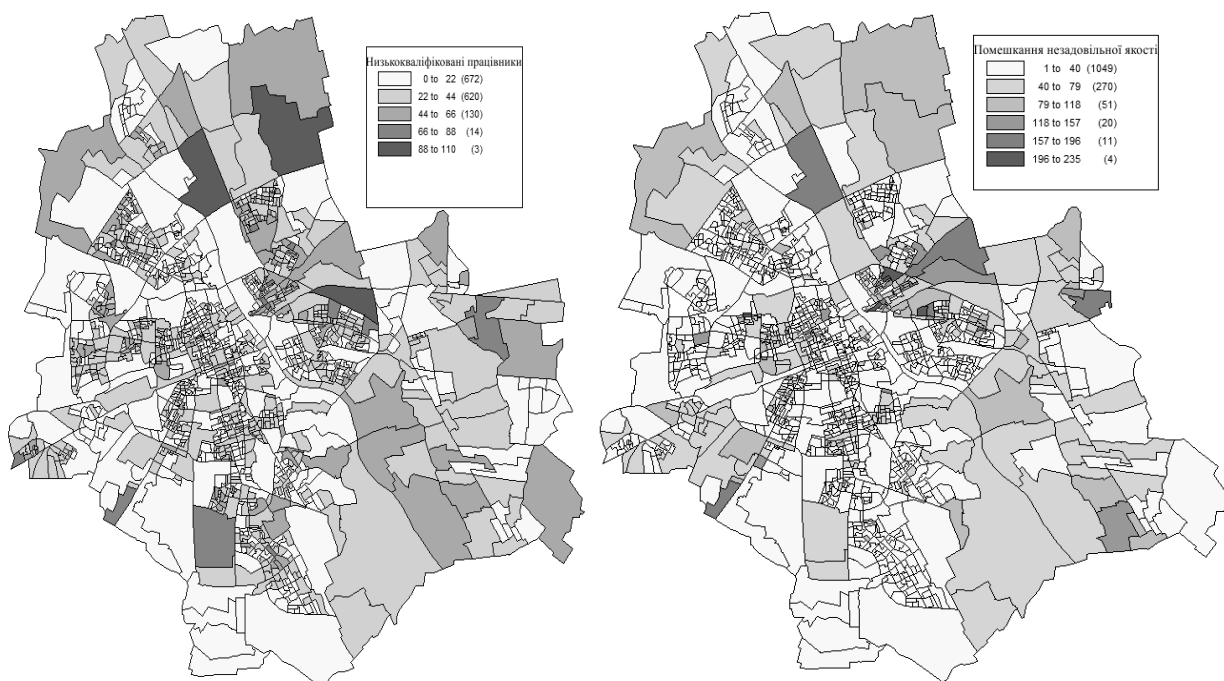 Низькокваліфіковані працівники
0 to 22 (672)
22 to 44 (620)
44 to 66 (130)
66 to 88 (14)
88 to 110 (3)
Помешкання незадовільної якості
1 to 40 (1049)
40 to 79 (270)
79 to 118 (51)
118 to 157 (20)
157 to 196 (11)
196 to 235 (4)